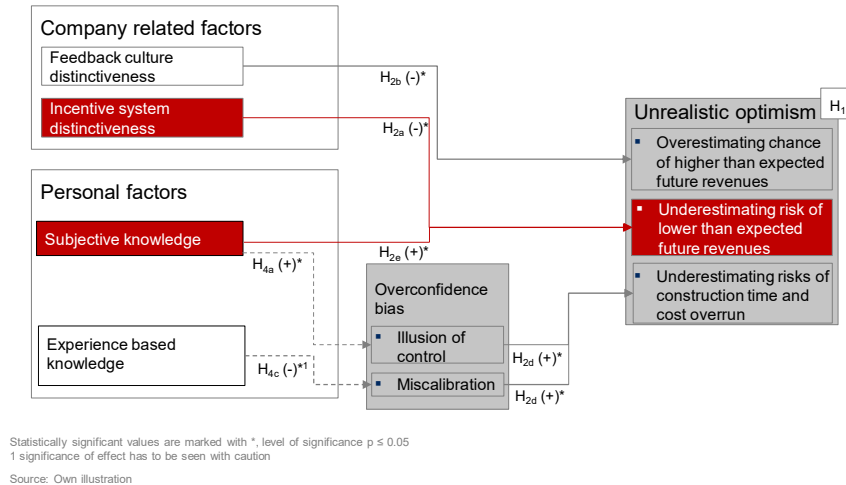 Company related factors
Feedback culture
distinctiveness
H2b (-)*
Incentive system
distinctiveness
H2a (-)*
Unrealistic optimism
H1
Overestimating chance
of higher than expected
future revenues
Personal factors
Subjective knowledge
H2e (+)*
Underestimating risk of
lower than expected
future revenues
H4a (+)*
Overconfidence
bias
Underestimating risks of
construction time and
cost overrun
Illusion of
control
H2d (+)*
Experience based
knowledge
H4c (-)*1
Miscalibration
H2d (+)*
Statistically significant values are marked with *, level of significance p ≤ 0.05
1 significance of effect has to be seen with caution
Source: Own illustration